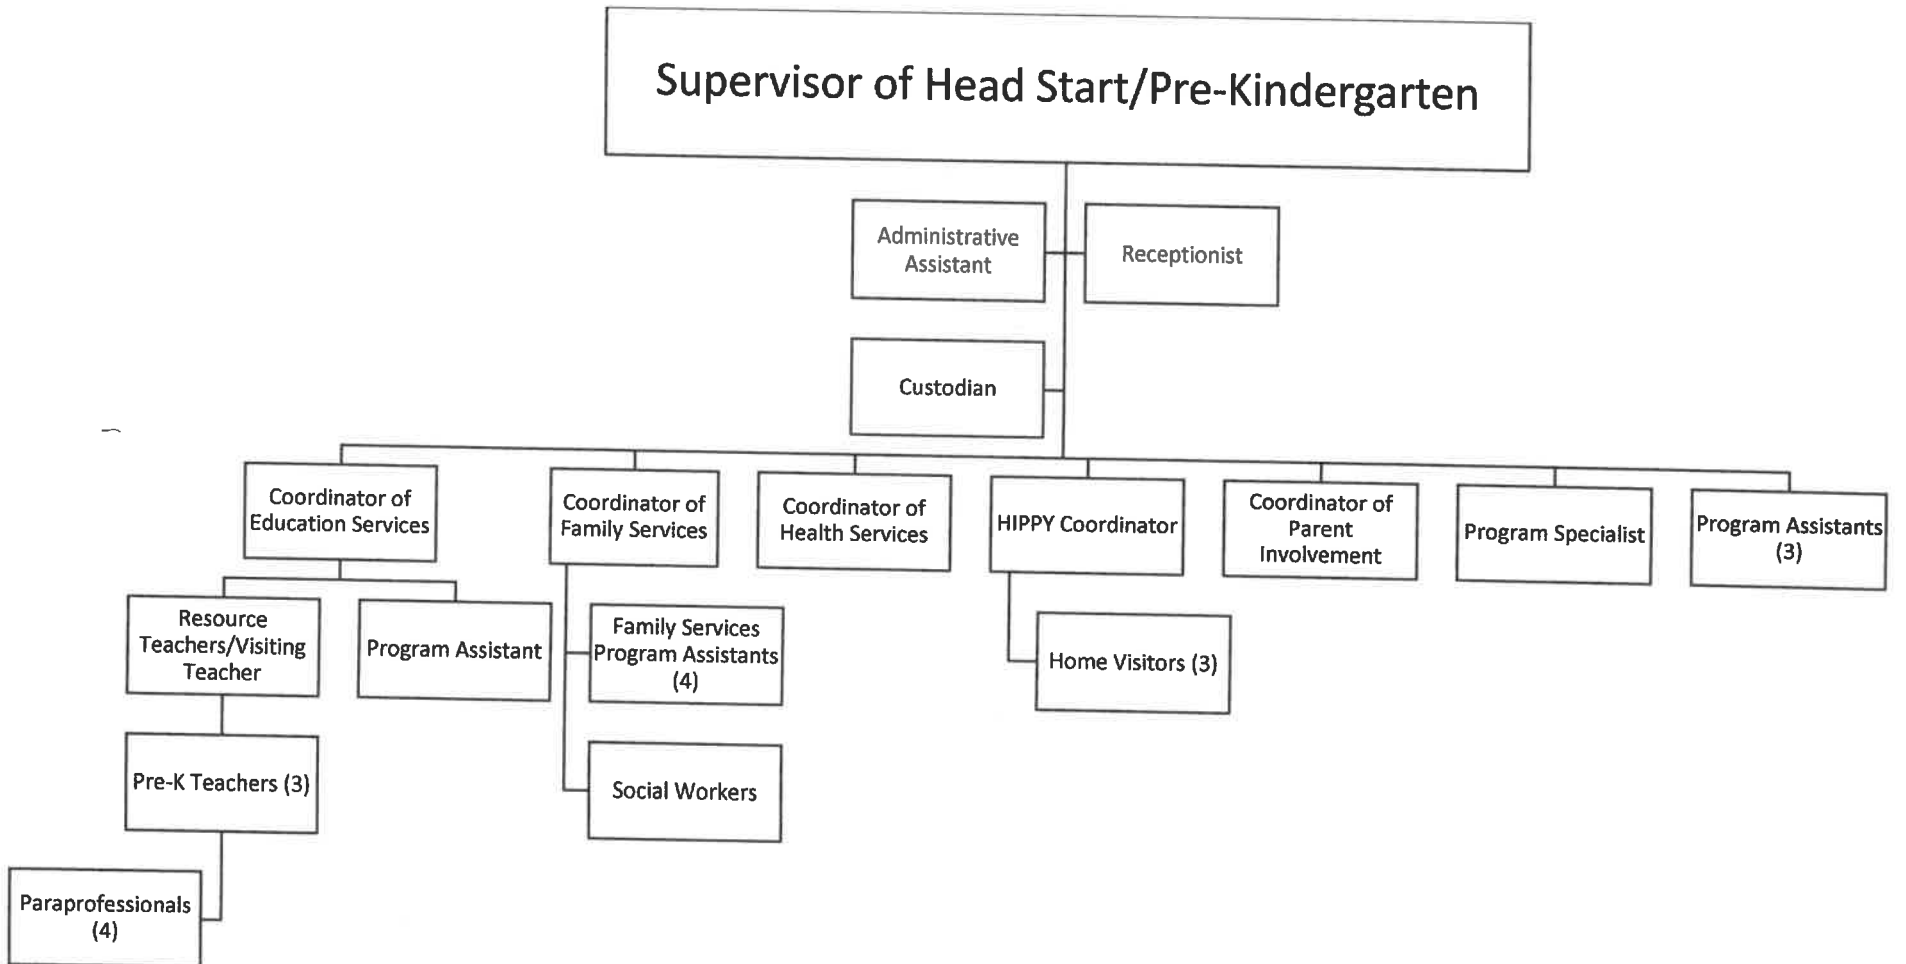 Supervisor of Head Start/Pre-Kindergarten
Administrative
Assistant
Receptionist
Custodian
Coordinator of
Education Services
Coordinator of
Family Services
Coordinator of
Health Services
HIPPY Coordinator
Coordinator of
Parent
Involvement
Program Specialist
Program Assistants
(3)
Resource
Teachers/Visiting
Teacher
Program Assistant
Family Services
Program Assistants
(4)
Home Visitors (3)
Pre-K Teachers (3)
Social Workers
Paraprofessionals
(4)